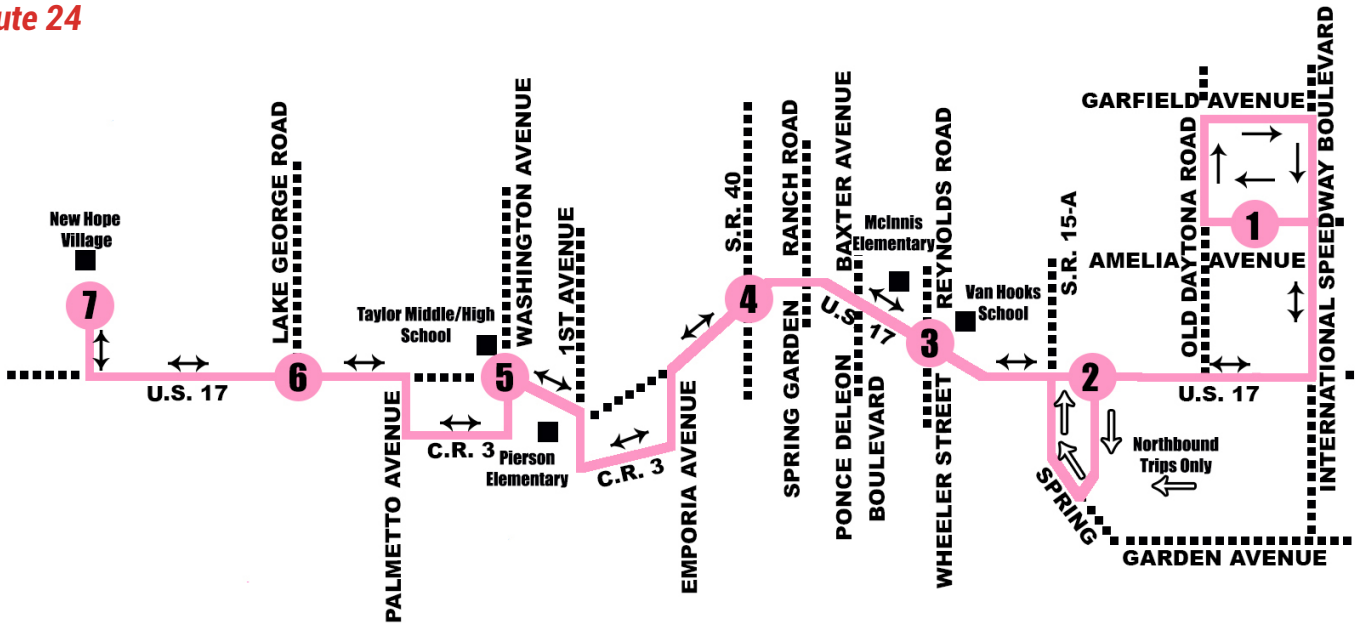 ute 24
GARFIELD AVENUE
INTERNATIONAL SPEEDWAY BOULEVARD
OLD DAYTONA ROAD
1
AMELIA AVENUE
LAKE GEORGE ROAD
WASHINGTON AVENUE
1ST AVENUE
S.R. 40
SPRING GARDEN RANCH ROAD
BAXTER AVENUE
REYNOLDS ROAD
S.R. 15-A
New Hope
Village
McInnis
Elementary
Van Hooks
School
Taylor Middle/High
School
7
6
5
4
3
2
U.S. 17
U.S. 17
U.S. 17
PALMETTO AVENUE
C.R. 3
Pierson
Elementary
C.R. 3
EMPORIA AVENUE
PONCE DELEON
BOULEVARD
WHEELER STREET
Northbound
Trips Only
SPRING
GARDEN AVENUE